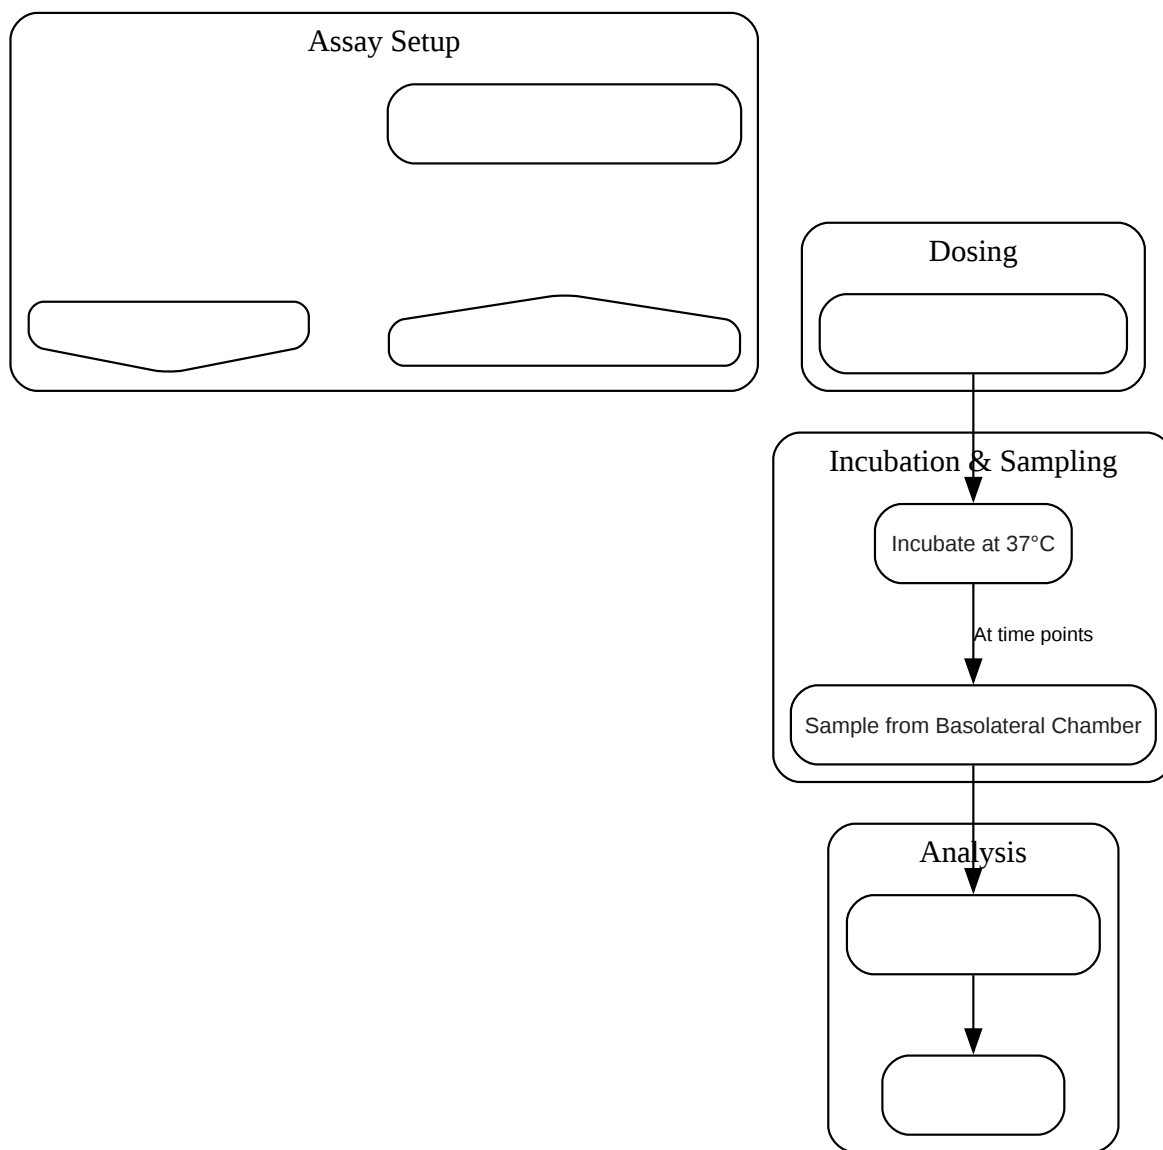 Assay Setup
Dosing
Incubation & Sampling
Incubate at 37°C
At time points
Sample from Basolateral Chamber
Analysis